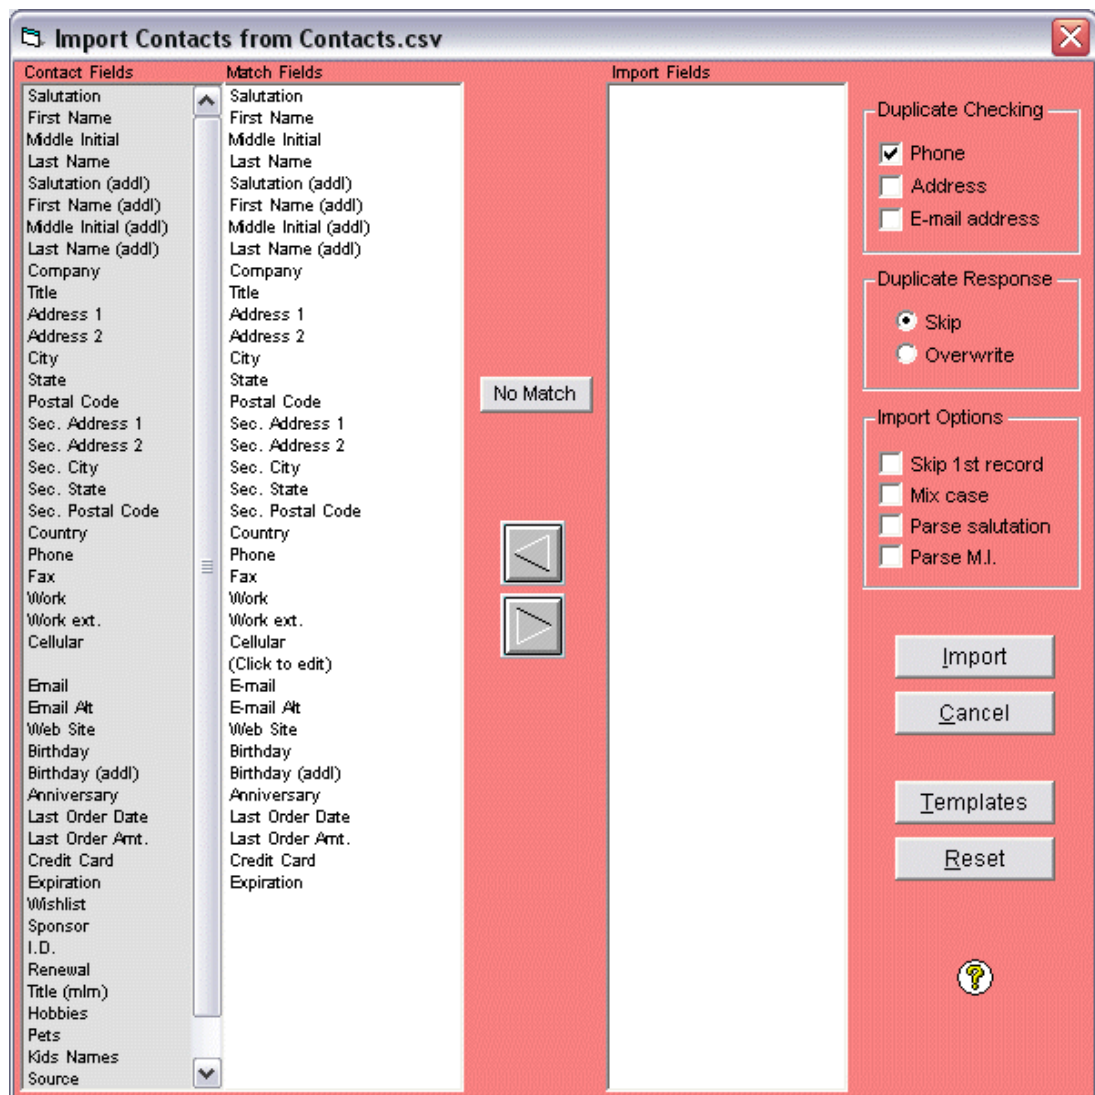 Import Contacts from Contacts.csv
Contact Fields
Salutation
First Name
Middle Initial
Last Name
Salutation (addl)
First Name (addl)
Middle Initial (addl)
Last Name (addl)
Company
Title
Address 1
Address 2
City
State
Postal Code
Sec. Address 1
Sec. Address 2
Sec. City
Sec. State
Sec. Postal Code
Country
Phone
Fax
Work
Work ext.
Cellular
Email
Email Alt
Web Site
Birthday
Birthday (addl)
Anniversary
Last Order Date
Last Order Amt.
Credit Card
Expiration
Wishlist
Sponsor
I.D.
Renewal
Title (mlm)
Hobbies
Pets
Kids Names
Source
Match Fields
Salutation
First Name
Middle Initial
Last Name
Salutation (addl)
First Name (addl)
Middle Initial (addl)
Last Name (addl)
Company
Title
Address 1
Address 2
City
State
Postal Code
Sec. Address 1
Sec. Address 2
Sec. City
Sec. State
Sec. Postal Code
Country
Phone
Fax
Work
Work ext.
Cellular
(Click to edit)
E-mail
E-mail Alt
Web Site
Birthday
Birthday (addl)
Anniversary
Last Order Date
Last Order Amt.
Credit Card
Expiration
No Match
Import Fields
Duplicate Checking
Phone
Address
E-mail address
Duplicate Response
Skip
Overwrite
Import Options
Skip 1st record
Mix case
Parse salutation
Parse M.I.
Import
Cancel
Templates
Reset
?